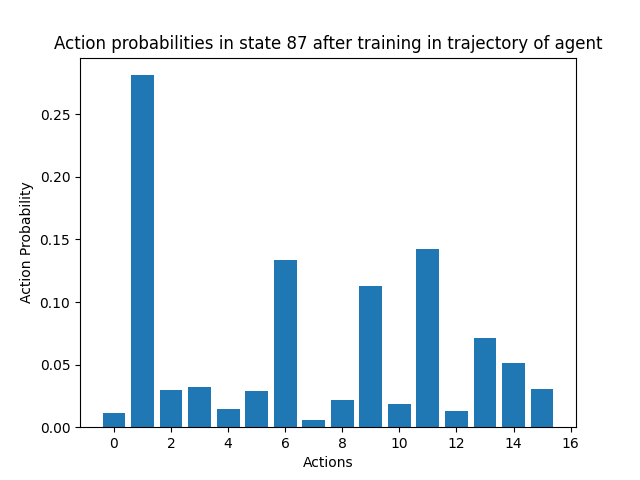 Action probabilities in state 87 after training in trajectory of agent
Action Probability
0.25
0.20
0.15
0.10
0.05
0.00
0 2 4 6 8 10 12 14 16
Actions